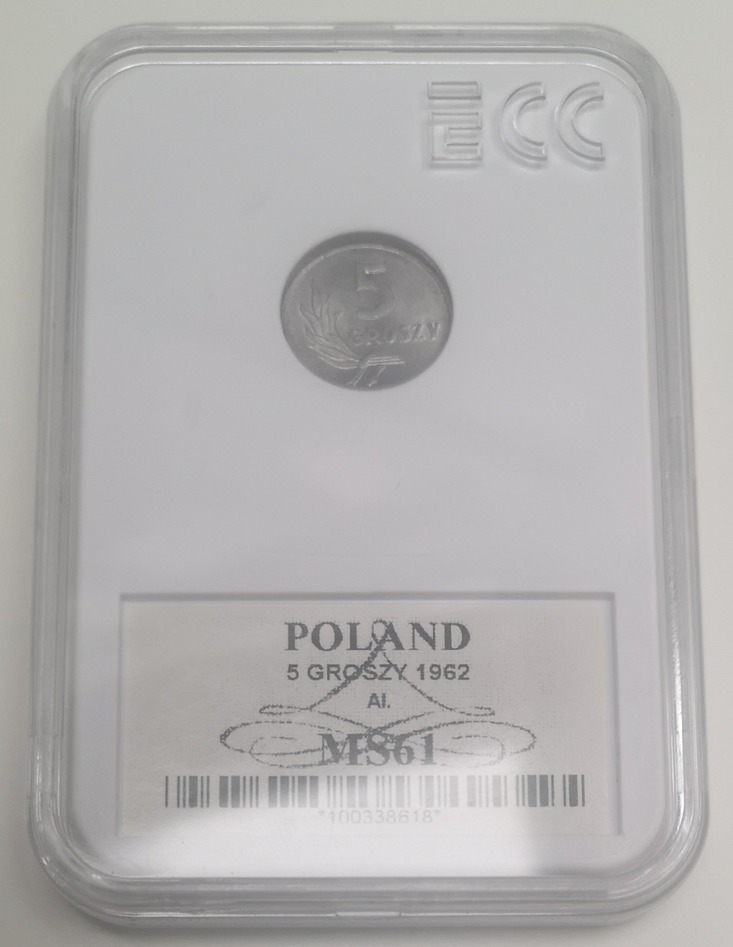 ECC
5
GROSZY
POLAND
5 GROSZY 1962
Al.
MS61
*100338618*